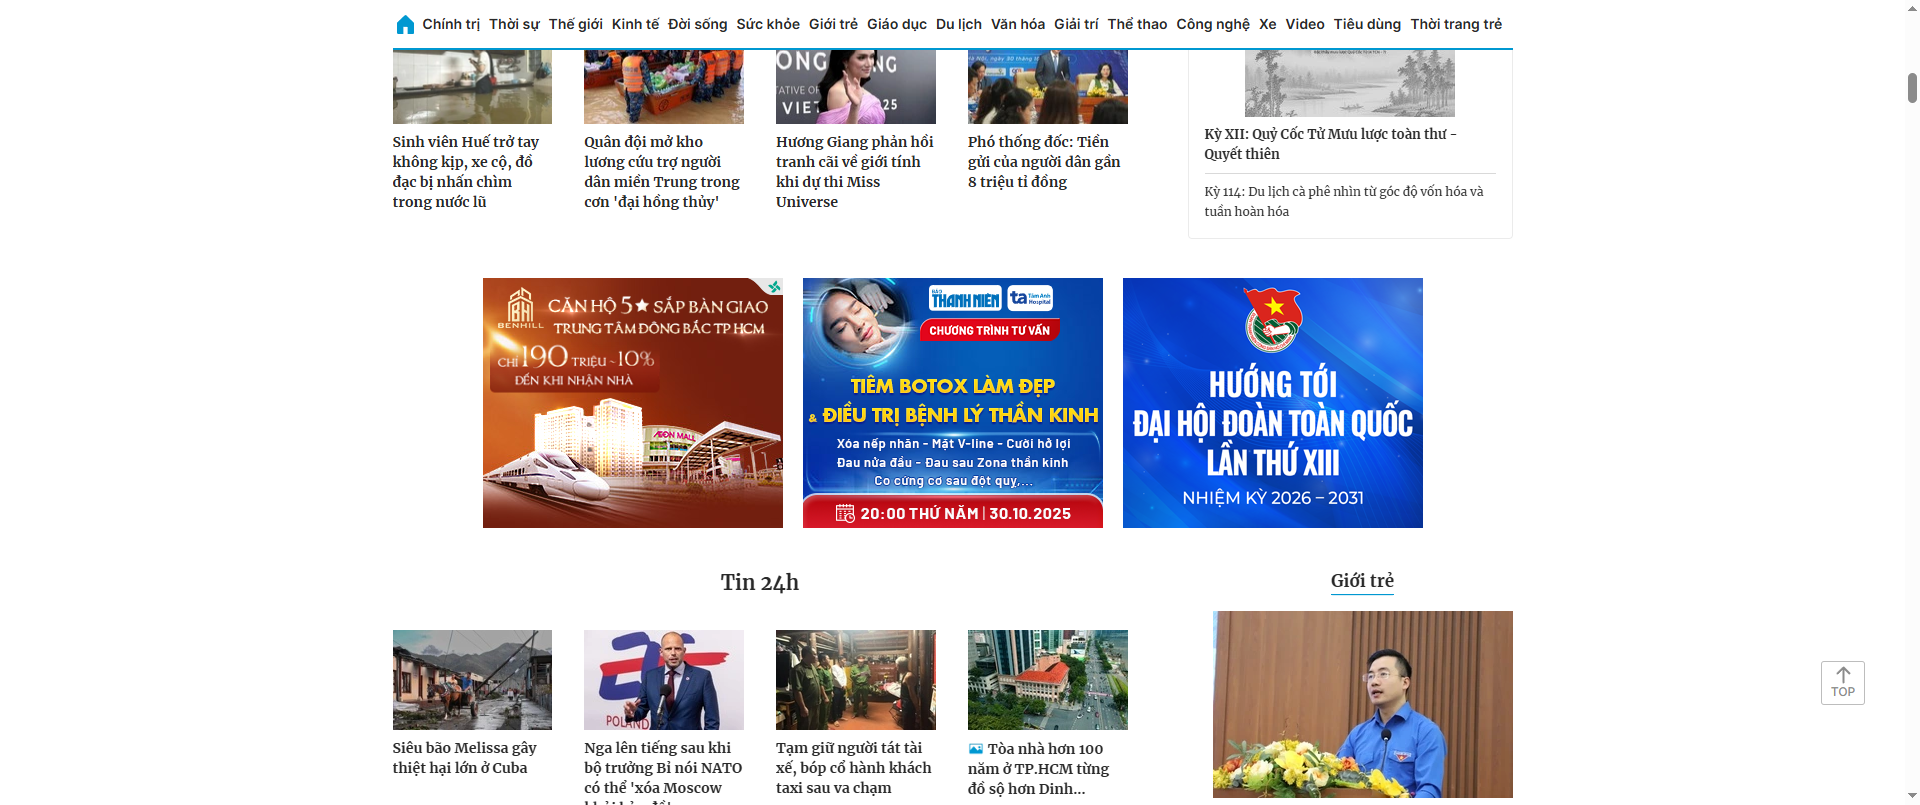 Chính trị Thời sự Thế giới Kinh tế Đời sống Sức khỏe Giới trẻ Giáo dục Du lịch Văn hóa Giải trí Thể thao Công nghệ Xe Video Tiêu dùng Thời trang trẻ
Sinh viên Huế trở tay
không kịp, xe cộ, đồ
đạc bị nhấn chìm
trong nước lũ
Quân đội mở kho
lương cứu trợ người
dân miền Trung trong
cơn 'đại hồng thủy'
Hương Giang phản hồi
tranh cãi về giới tính
khi dự thi Miss
Universe
Phó thống đốc: Tiền
gửi của người dân gần
8 triệu tỉ đồng
Kỳ XII: Quỷ Cốc Tử Mưu lược toàn thư -
Quyết thiên
Kỳ 114: Du lịch cà phê nhìn từ góc độ vốn hóa và
tuần hoàn hóa
BENHILL
CĂN HỘ 5★ SẮP BÀN GIAO
TRUNG TÂM ĐÔNG BẮC TP HCM
CHỈ 190 TRIỆU ~ 10%
ĐẾN KHI NHẬN NHÀ
AEON MALL
BÁO
THANH NIÊN
ta Tâm Anh
Hospital
CHƯƠNG TRÌNH TƯ VẤN
TIÊM BOTOX LÀM ĐẸP
& ĐIỀU TRỊ BỆNH LÝ THẦN KINH
Xóa nếp nhăn - Mặt V-line - Cười hở lợi
Đau nửa đầu - Đau sau Zona thần kinh
Co cứng cơ sau đột quỵ,...
20:00 THỨ NĂM | 30.10.2025
HƯỚNG TỚI
ĐẠI HỘI ĐOÀN TOÀN QUỐC
LẦN THỨ XIII
NHIỆM KỲ 2026 – 2031
Tin 24h
Giới trẻ
POLAND
Siêu bão Melissa gây
thiệt hại lớn ở Cuba
Nga lên tiếng sau khi
bộ trưởng Bỉ nói NATO
có thể 'xóa Moscow
Tạm giữ người tát tài
xế, bóp cổ hành khách
taxi sau va chạm
Tòa nhà hơn 100
năm ở TP.HCM từng
đồ sộ hơn Dinh...
TOP